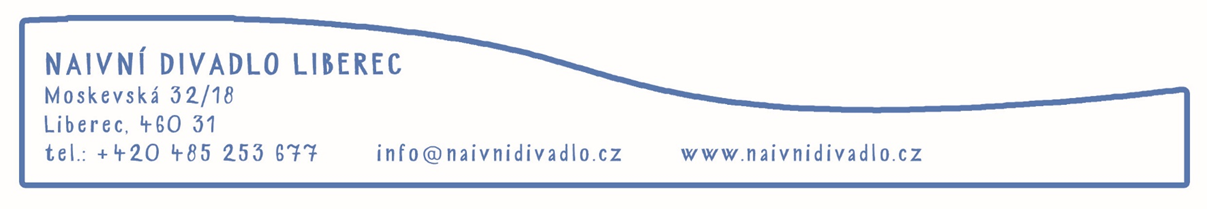 NAIVNÍ DIVADLO LIBEREC
Moskevská 32/18
Liberec, 460 31
tel.: +420 485 253 677 info@naivnidivadlo.cz www.naivnidivadlo.cz